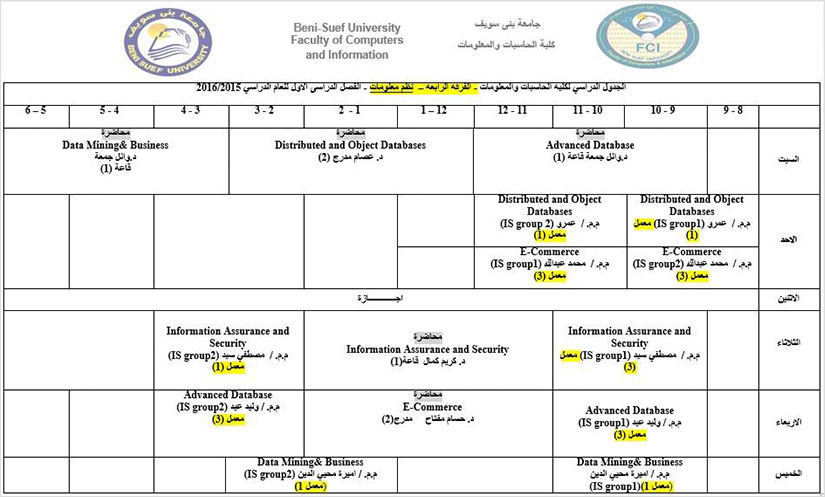 جامعة بنى سويف
BENI-SUEF UNIVERSITY
Beni-Suef University
Faculty of Computers
and Information
جامعة بنى سويف
كلية الحاسبات والمعلومات
FCI
الجدول الدراسي لكلية الحاسبات والمعلومات - الفرقة الرابعة – نظم معلومات - الفصل الدراسى الاول للعام الدراسي 2016/2015
9 - 8
10 - 9
11 - 10
12 - 11
1 – 12
2 - 1
3 - 2
4 - 3
5 - 4
6 – 5
السبت
محاضرة
Advanced Database
د.وائل جمعة قاعة (1)
محاضرة
Distributed and Object Databases
د. عصام مدرج (2)
محاضرة
Data Mining& Business
د.وائل جمعة
قاعة (1)
الاحد
Distributed and Object
Databases
م.م. / عمرو (IS group1) معمل
(1)
Distributed and Object
Databases
م.م. / عمرو (IS group 2)
معمل (1)
E-Commerce
م.م. / محمد عبدالله (IS group2)
معمل (3)
E-Commerce
م.م. / محمد عبدالله (IS group1)
معمل (3)
الاثنين
اجـــــــازة
الثلاثاء
Information Assurance and
Security
م.م. / مصطفي سيد (IS group1) معمل
(3)
محاضرة
Information Assurance and Security
د. كريم كمال قاعة(1)
Information Assurance and
Security
م.م. / مصطفي سيد (IS group2)
معمل (1)
الاربعاء
Advanced Database
م.م. / وليد عيد (IS group1)
معمل (3)
محاضرة
E-Commerce
د. حسام مفتاح مدرج(2)
Advanced Database
م.م. / وليد عيد (IS group2)
معمل (3)
الخميس
Data Mining& Business
م.م / اميرة محيي الدين
(IS group1)(معمل 1)
Data Mining& Business
م.م / اميرة محيي الدين (IS group2)
(معمل 1)